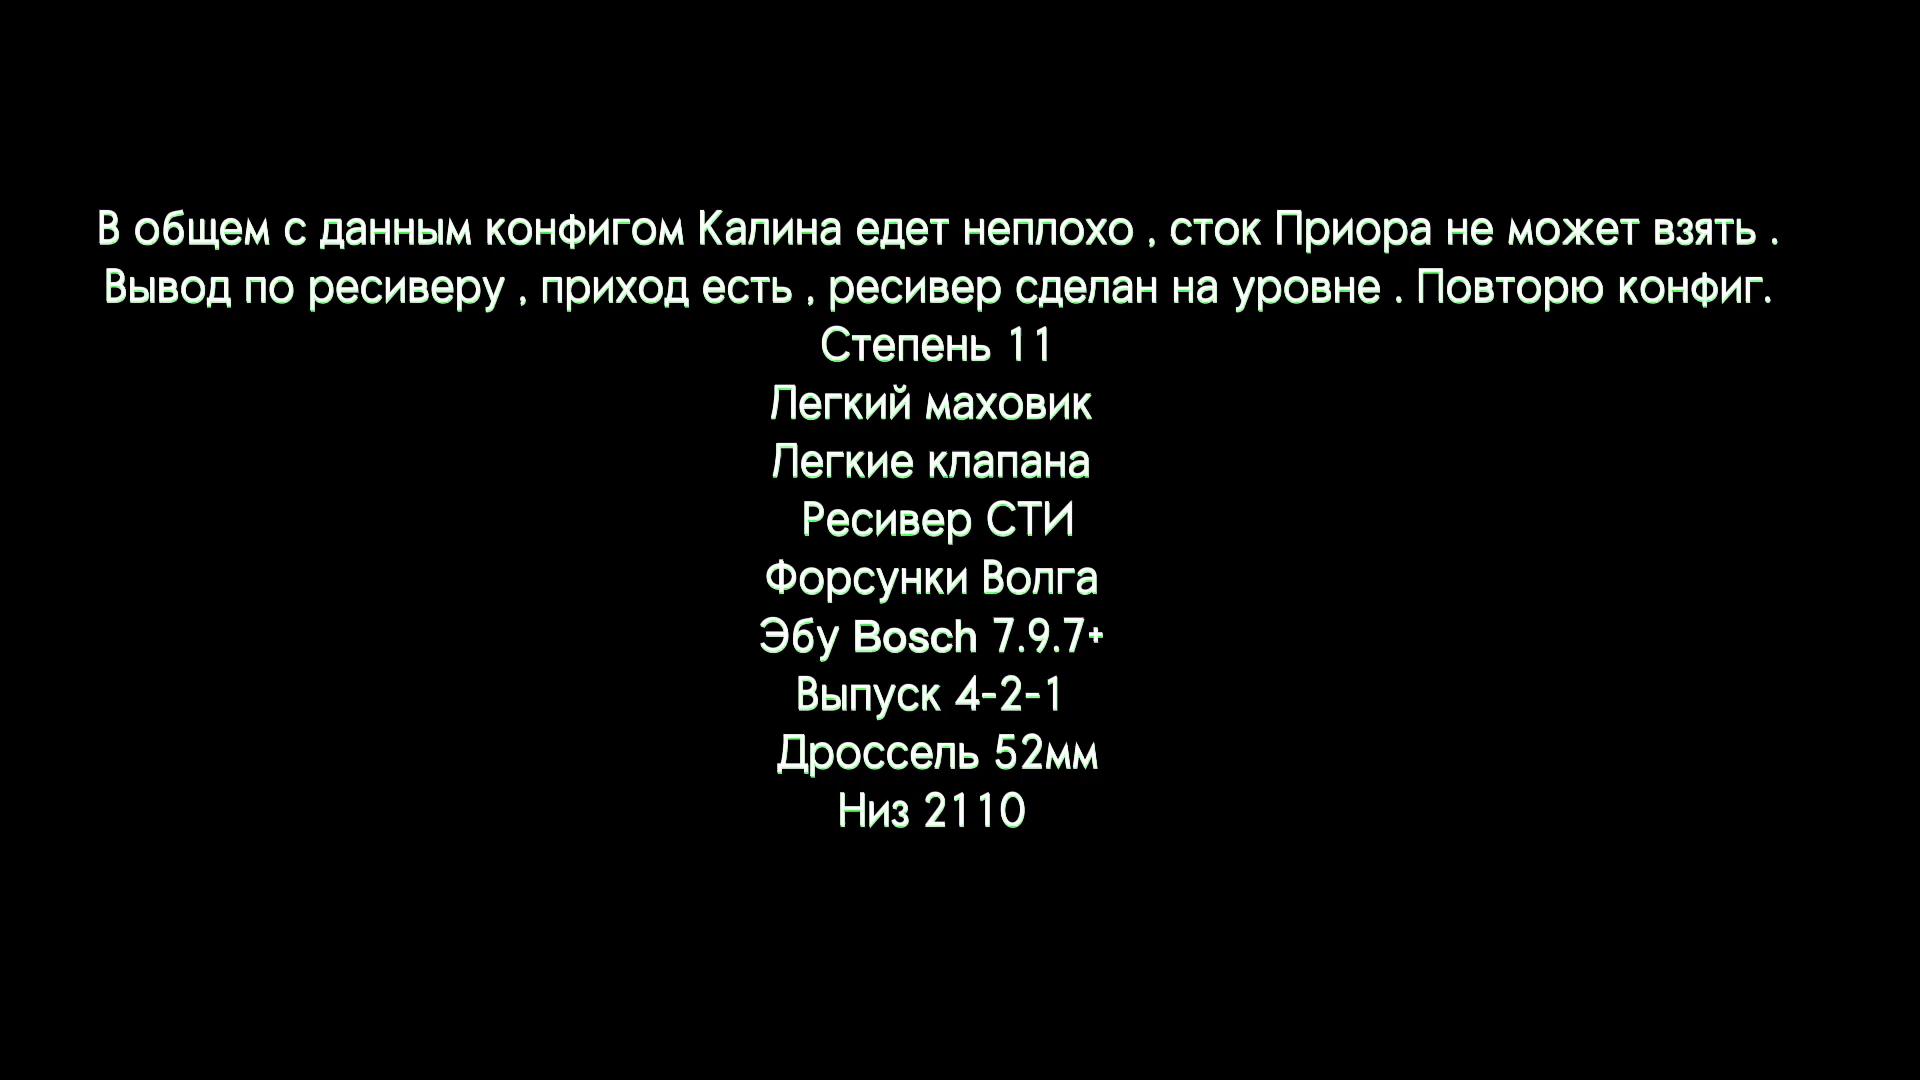 В общем с данным конфигом Калина едет неплохо , сток Приора не может взять .
Вывод по ресиверу , приход есть , ресивер сделан на уровне . Повторю конфиг.
Степень 11
Легкий маховик
Легкие клапана
Ресивер СТИ
Форсунки Волга
Эбу Bosch 7.9.7+
Выпуск 4-2-1
Дроссель 52мм
Низ 2110